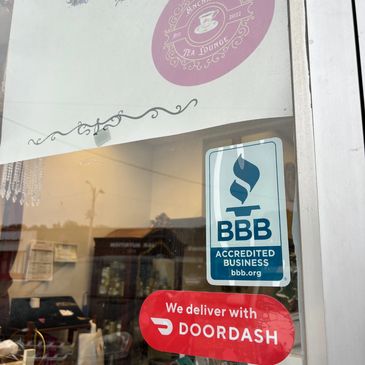 TEA LOUNGE
BBB
ACCREDITED
BUSINESS
bbb.org
We deliver with
DOORDASH